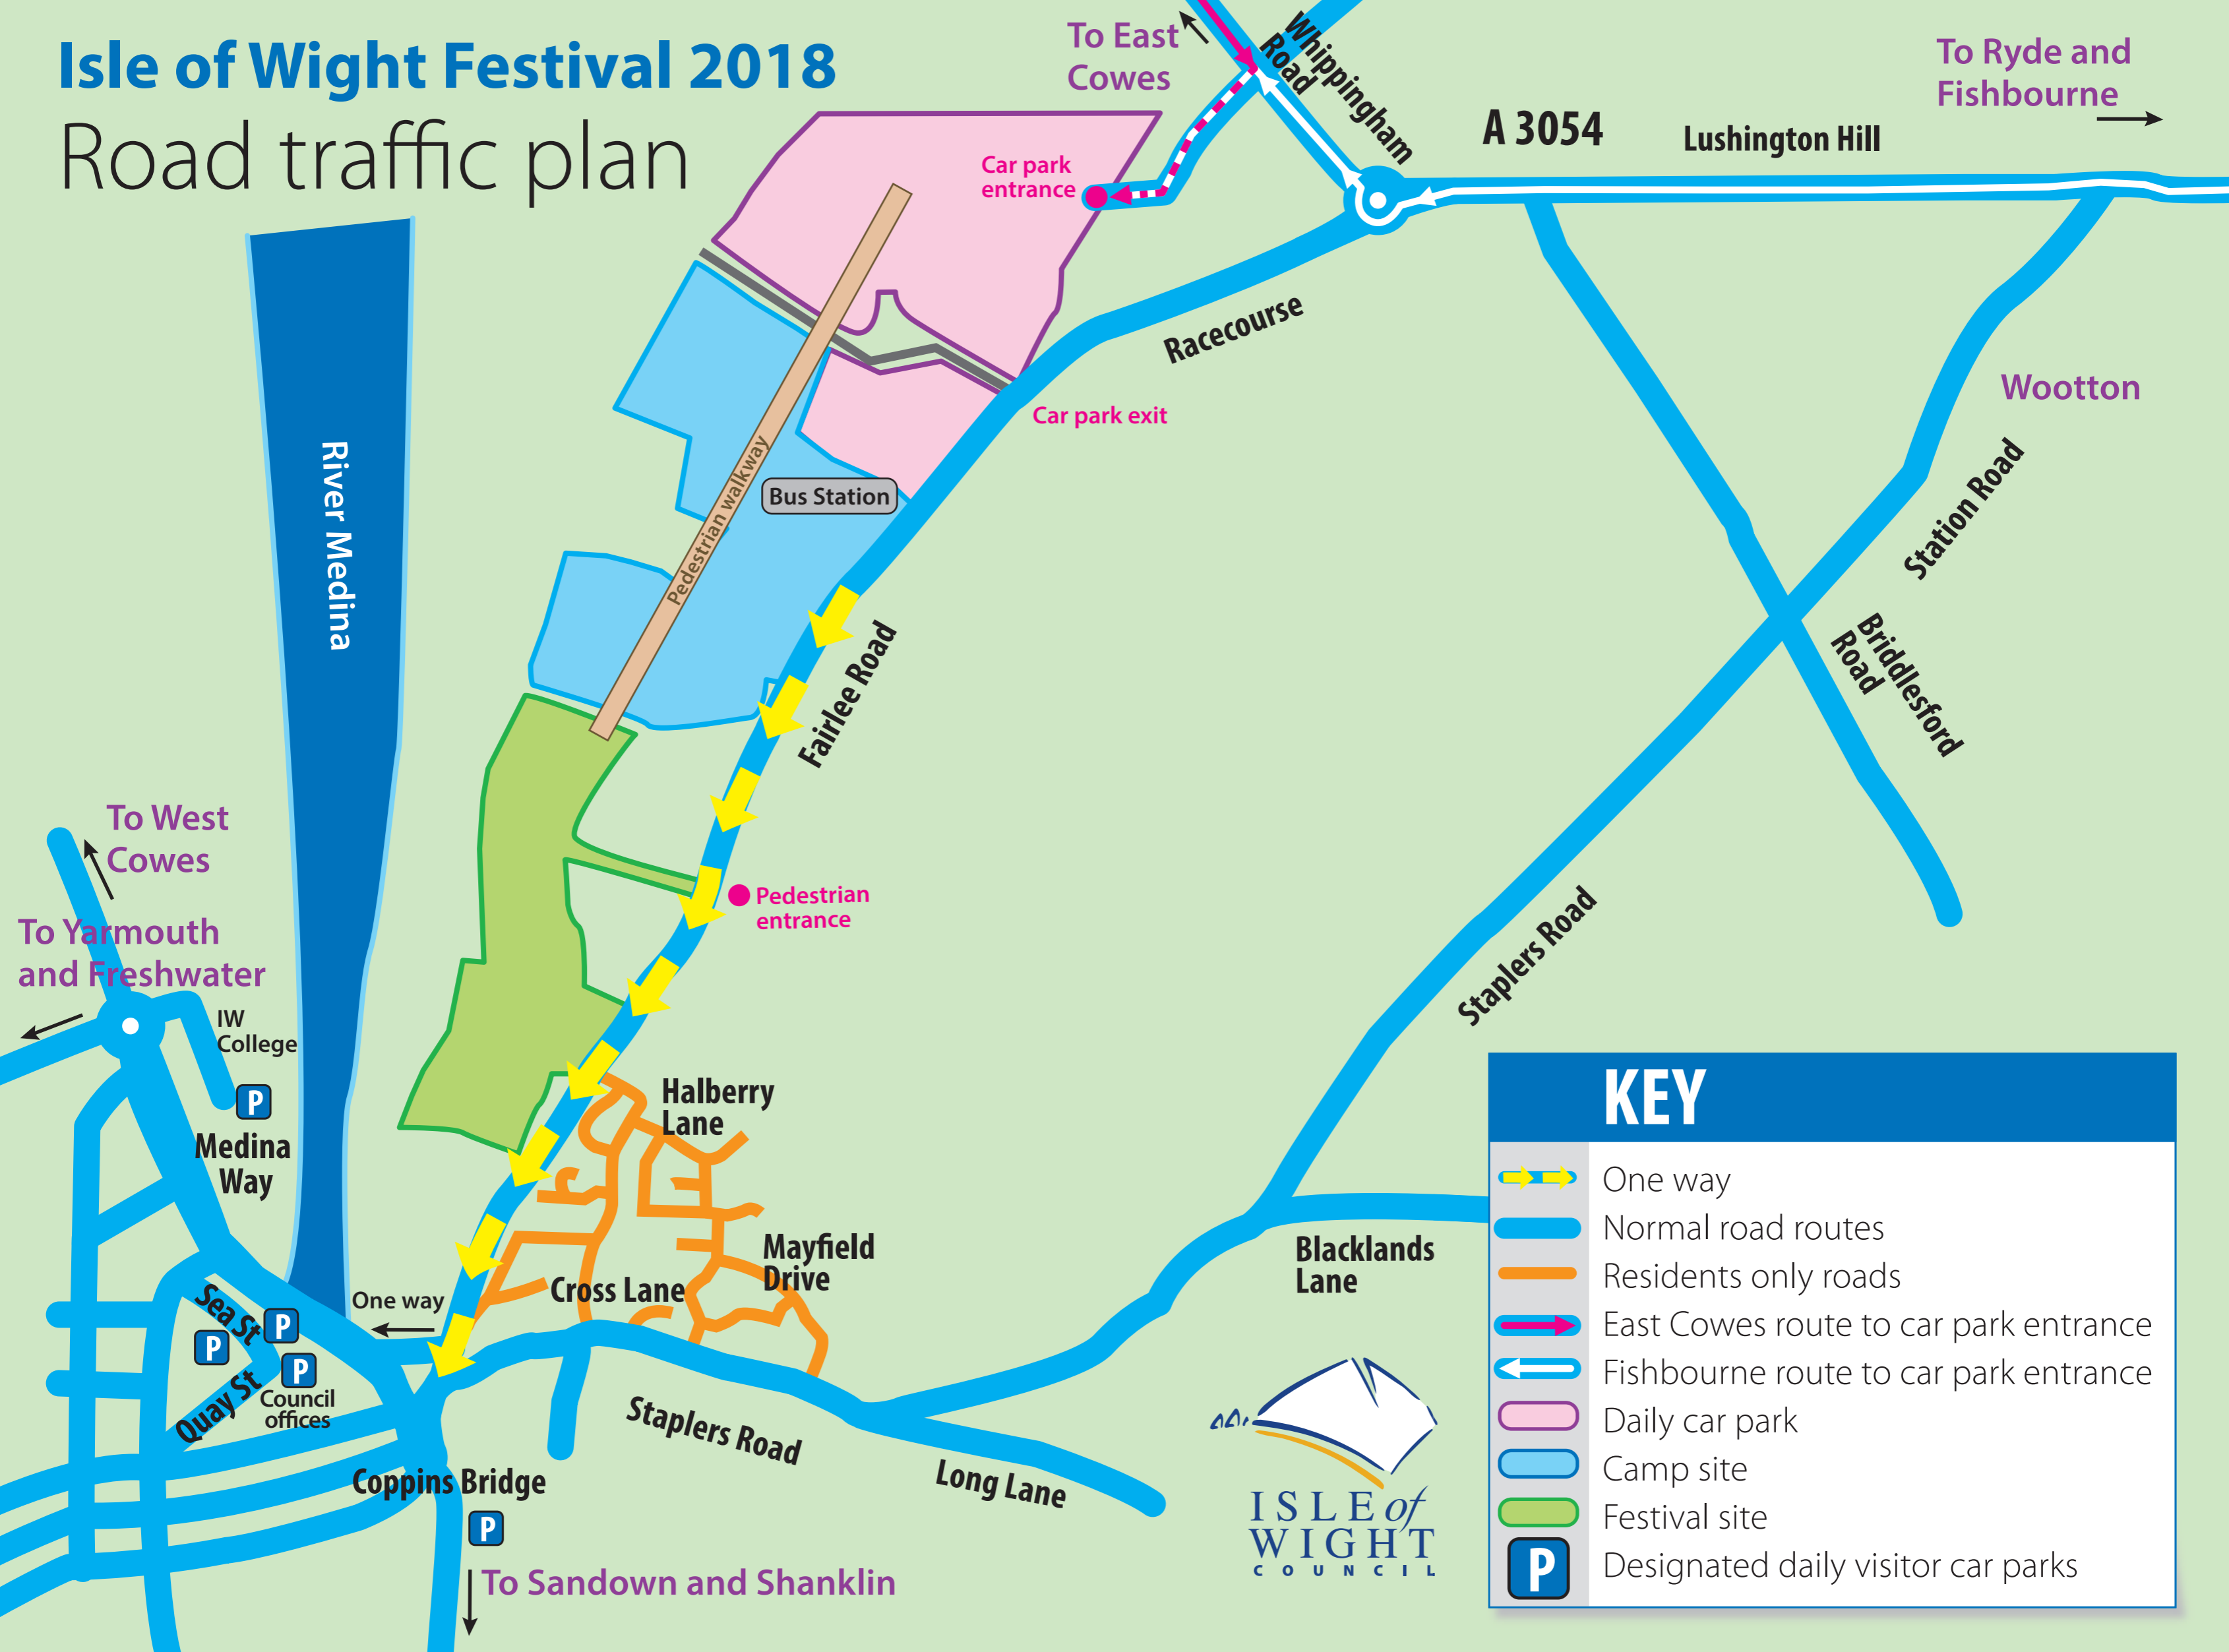 Isle of Wight Festival 2018
Road traffic plan
To East
Cowes
Whippingham
Road
A 3054
Lushington Hill
To Ryde and
Fishbourne
Car park
entrance
Racecourse
Car park exit
Wootton
Station Road
Briddlesford
Road
River Medina
Pedestrian walkway
Bus Station
Fairlee Road
Pedestrian
entrance
To West
Cowes
To Yarmouth
and Freshwater
IW
College
P
Medina
Way
Halberry
Lane
Mayfield
Drive
Cross Lane
One way
Sea St
P
P
P
Council
offices
Quay St
Coppins Bridge
P
To Sandown and Shanklin
Staplers Road
Long Lane
Staplers Road
Blacklands
Lane
ISLE of
WIGHT
COUNCIL
KEY
One way
Normal road routes
Residents only roads
East Cowes route to car park entrance
Fishbourne route to car park entrance
Daily car park
Camp site
Festival site
P Designated daily visitor car parks